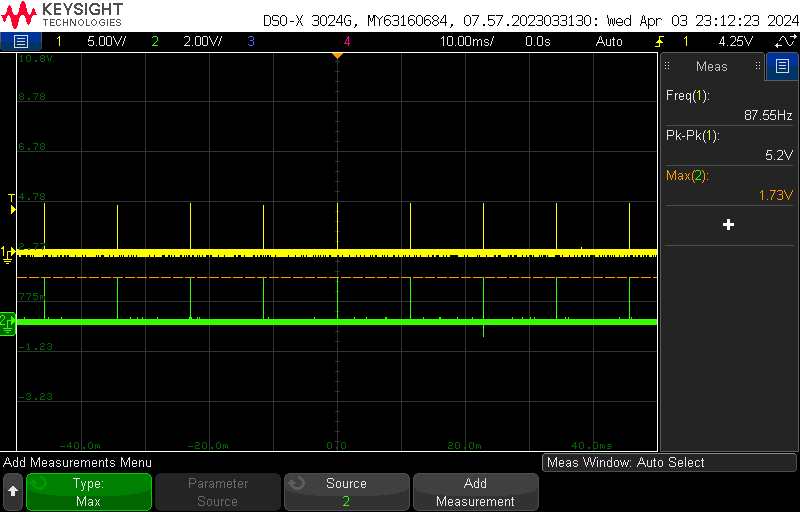 KEYSIGHT
TECHNOLOGIES
DSO-X 3024G, MY63160684, 07.57.2023033130: Wed Apr 03 23:12:23 2024
1 5.00V/ 2 2.00V/ 3 4 10.00ms/ 0.0s Auto 1 4.25V
10.8V
8.78
6.78
4.78
2.77
775m
-1.23
-3.23
-40.0m -20.0m 0.0 20.0m 40.0ms
T
1
2
Meas
Freq(1):
87.55Hz
Pk-Pk(1):
5.2V
Max(2):
1.73V
+
Add Measurements Menu
Meas Window: Auto Select
Type:
Max
Parameter
Source
Source
2
Add
Measurement